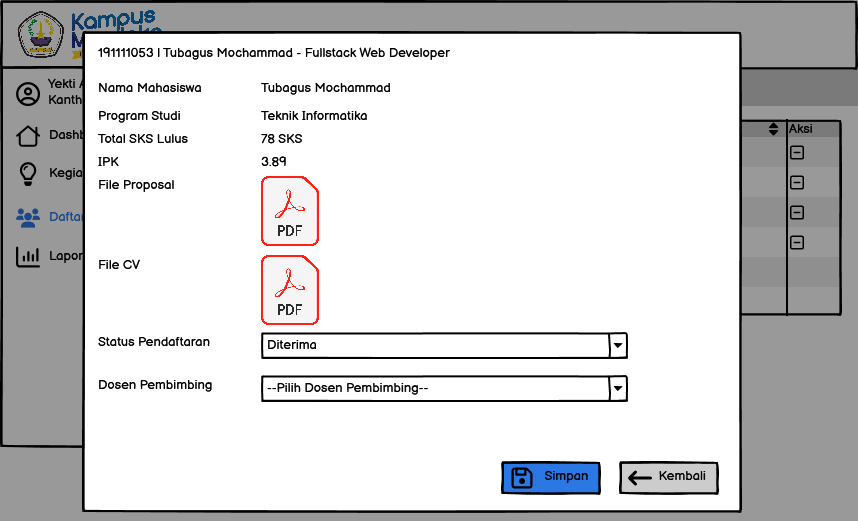 Kampus
191111053 | Tubagus Mochammad - Fullstack Web Developer
Yekti
Kanth
Nama Mahasiswa Tubagus Mochammad
Program Studi Teknik Informatika
Aksi
Dashb
Total SKS Lulus 78 SKS
IPK 3.89
Kegia
File Proposal
PDF
Daftar
Lapor
File CV
PDF
Status Pendaftaran Diterima
Dosen Pembimbing --Pilih Dosen Pembimbing--
Simpan Kembali